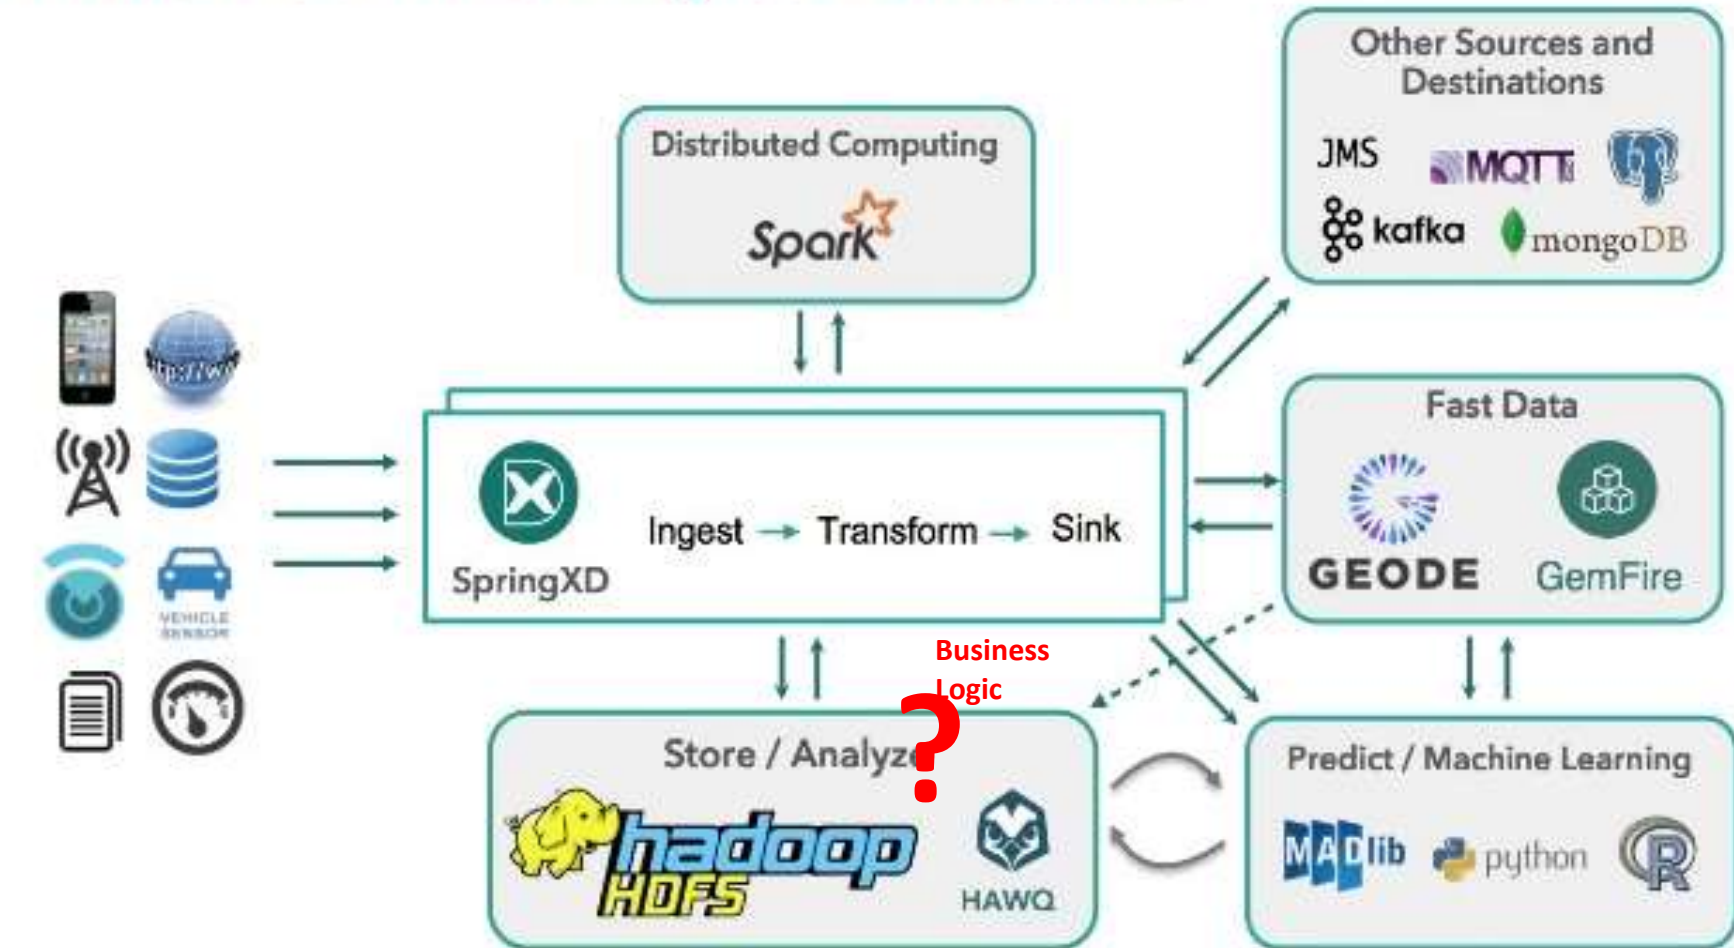 Other Sources and
Destinations
JMS
MQTT
kafka
mongoDB
Distributed Computing
Spark
Fast Data
GEODE
GemFire
SpringXD
Ingest
Transform
Sink
VEHICLE
SENSOR
Business
Logic
?
Store / Analyze
hadoop
HDFS
HAWQ
Predict / Machine Learning
MADlib
python
R